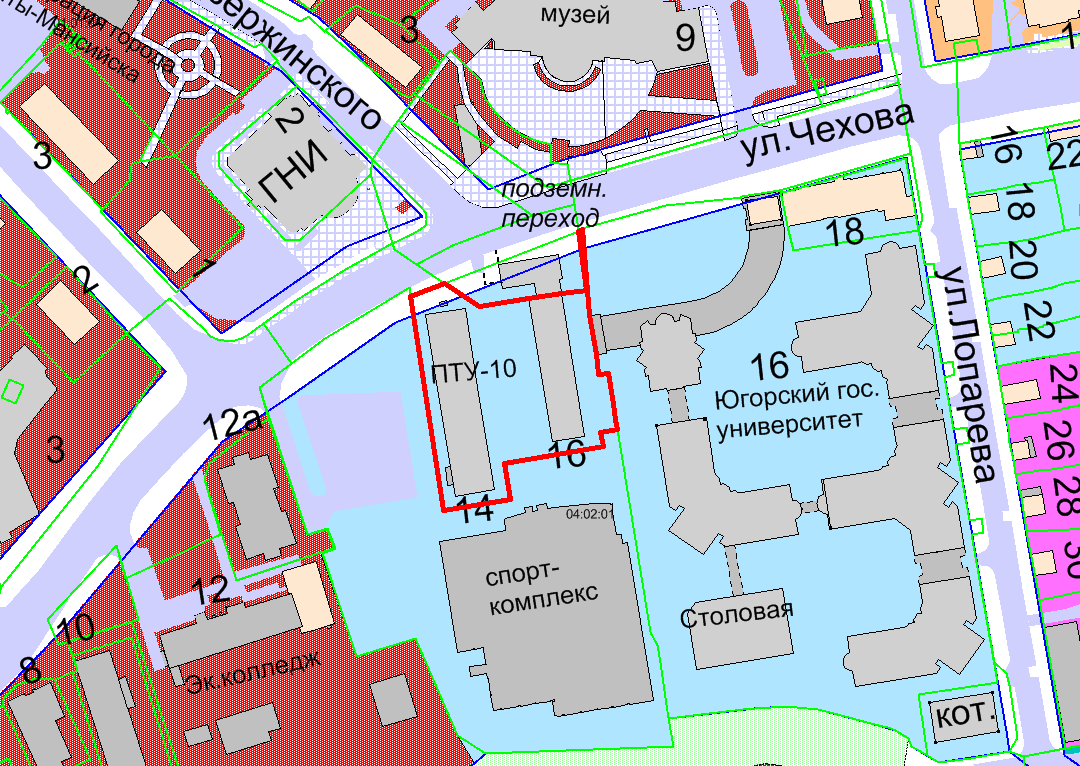 музей
3
9
ация города
ты-Мансийска
зержинского
2
ГНИ
3
ул.Чехова
подземн.
переход
16
22
18
18
1
2
20
ул.Лопарева
22
ПТУ-10
16
Югорский гос.
университет
24
12а
3
26
16
14
04:02:01
28
спорт-
комплекс
30
12
Столовая
10
8
Эк.колледж
кот.